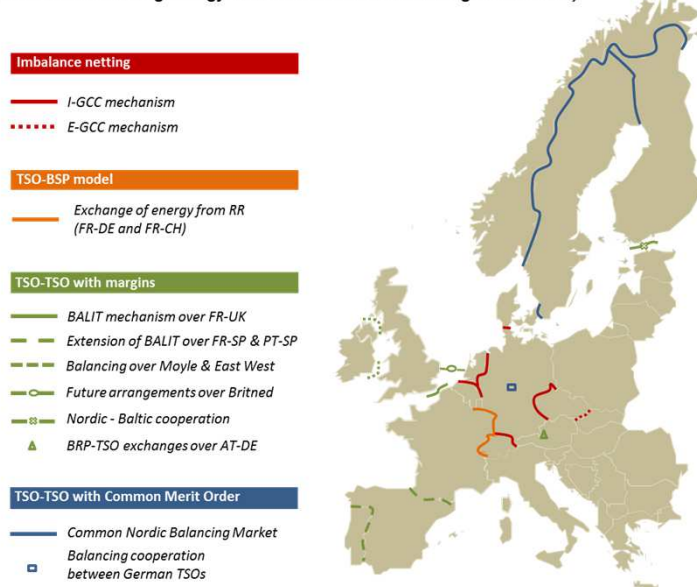 Imbalance netting
I-GCC mechanism
E-GCC mechanism
TSO-BSP model
Exchange of energy from RR
(FR-DE and FR-CH)
TSO-TSO with margins
BALIT mechanism over FR-UK
Extension of BALIT over FR-SP & PT-SP
Balancing over Moyle & East West
Future arrangements over Britned
Nordic - Baltic cooperation
BRP-TSO exchanges over AT-DE
TSO-TSO with Common Merit Order
Common Nordic Balancing Market
Balancing cooperation
between German TSOs